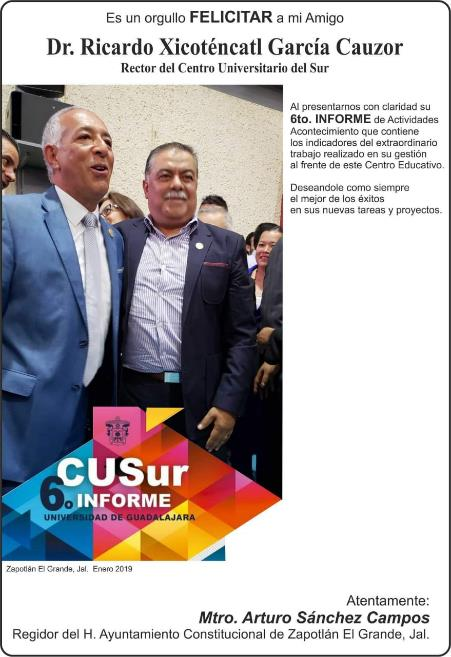 Es un orgullo FELICITAR a mi Amigo
Dr. Ricardo Xicoténcatl García Cauzor
Rector del Centro Universitario del Sur
Al presentarnos con claridad su
6to. INFORME de Actividades
Acontecimiento que contiene
los indicadores del extraordinario
trabajo realizado en su gestión
al frente de este Centro Educativo.
Deseandole como siempre
el mejor de los éxitos
en sus nuevas tareas y proyectos.
CUSur
6o INFORME
UNIVERSIDAD DE GUADALAJARA
Zapotlán El Grande, Jal. Enero 2019
Atentamente:
Mtro. Arturo Sánchez Campos
Regidor del H. Ayuntamiento Constitucional de Zapotlán El Grande, Jal.